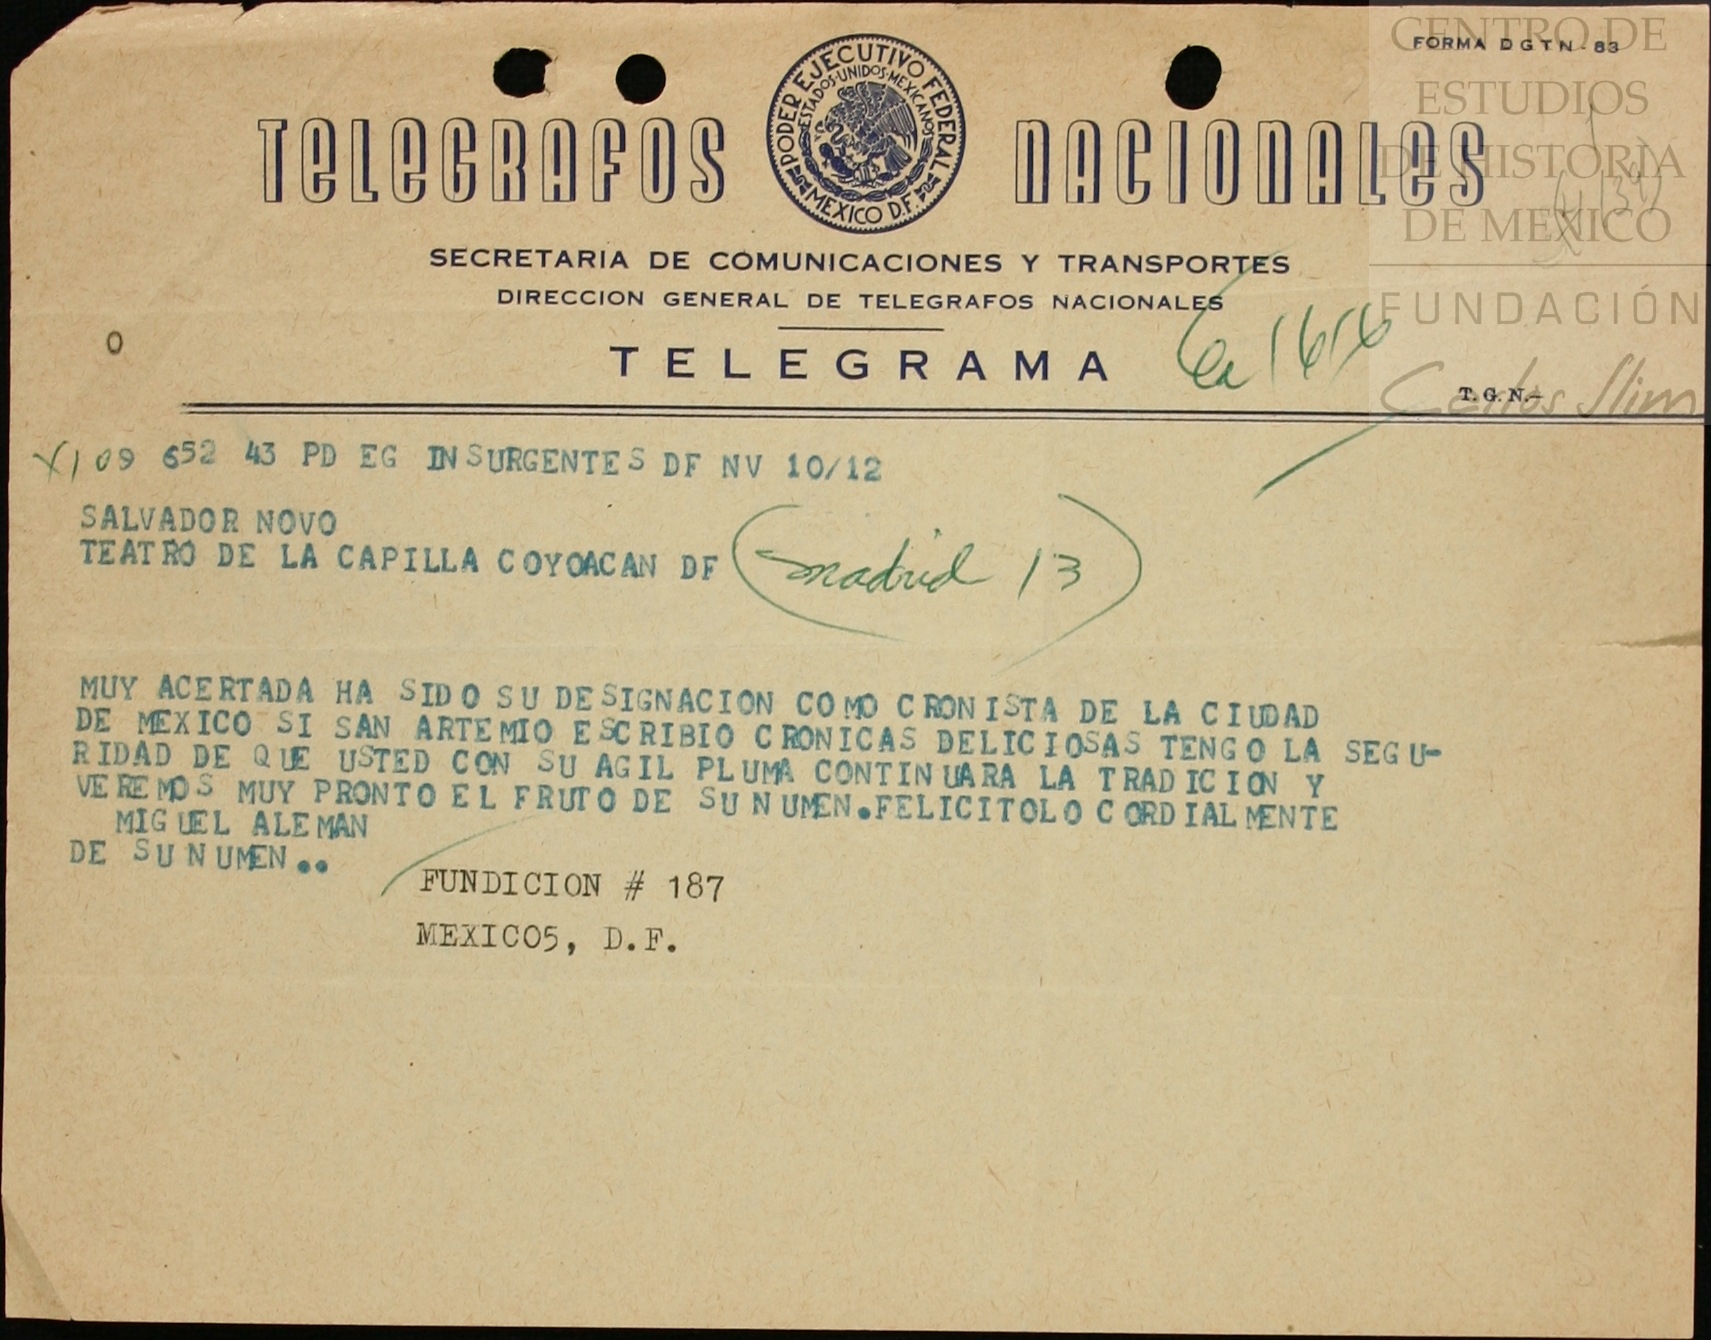 CENTRO DE
FORMA D G T N - 83
ESTUDIOS
DE HISTORIA
DE MEXICO
FUNDACIÓN
Carlos Slim
PODER EJECUTIVO FEDERAL
ESTADOS·UNIDOS·MEXICANOS
MEXICO D.F.
TELEGRAFOS NACIONALES
SECRETARIA DE COMUNICACIONES Y TRANSPORTES
DIRECCION GENERAL DE TELEGRAFOS NACIONALES
O
TELEGRAMA
T.G.N.-
X109 652 43 PD EG INSURGENTES DF NV 10/12
SALVADOR NOVO
TEATRO DE LA CAPILLA COYOACAN DF (madrid 13)
MUY ACERTADA HA SIDO SU DESIGNACION COMO CRONISTA DE LA CIUDAD
DE MEXICO SI SAN ARTEMIO ESCRIBIO CRONICAS DELICIOSAS TENGO LA SEGU-
RIDAD DE QUE USTED CON SU AGIL PLUMA CONTINUARA LA TRADICION Y
VEREMOS MUY PRONTO EL FRUTO DE SU NUMEN.FELICITOLO CORDIALMENTE
MIGUEL ALEMAN
DE SU NUMEN..
FUNDICION # 187
MEXICO5, D.F.